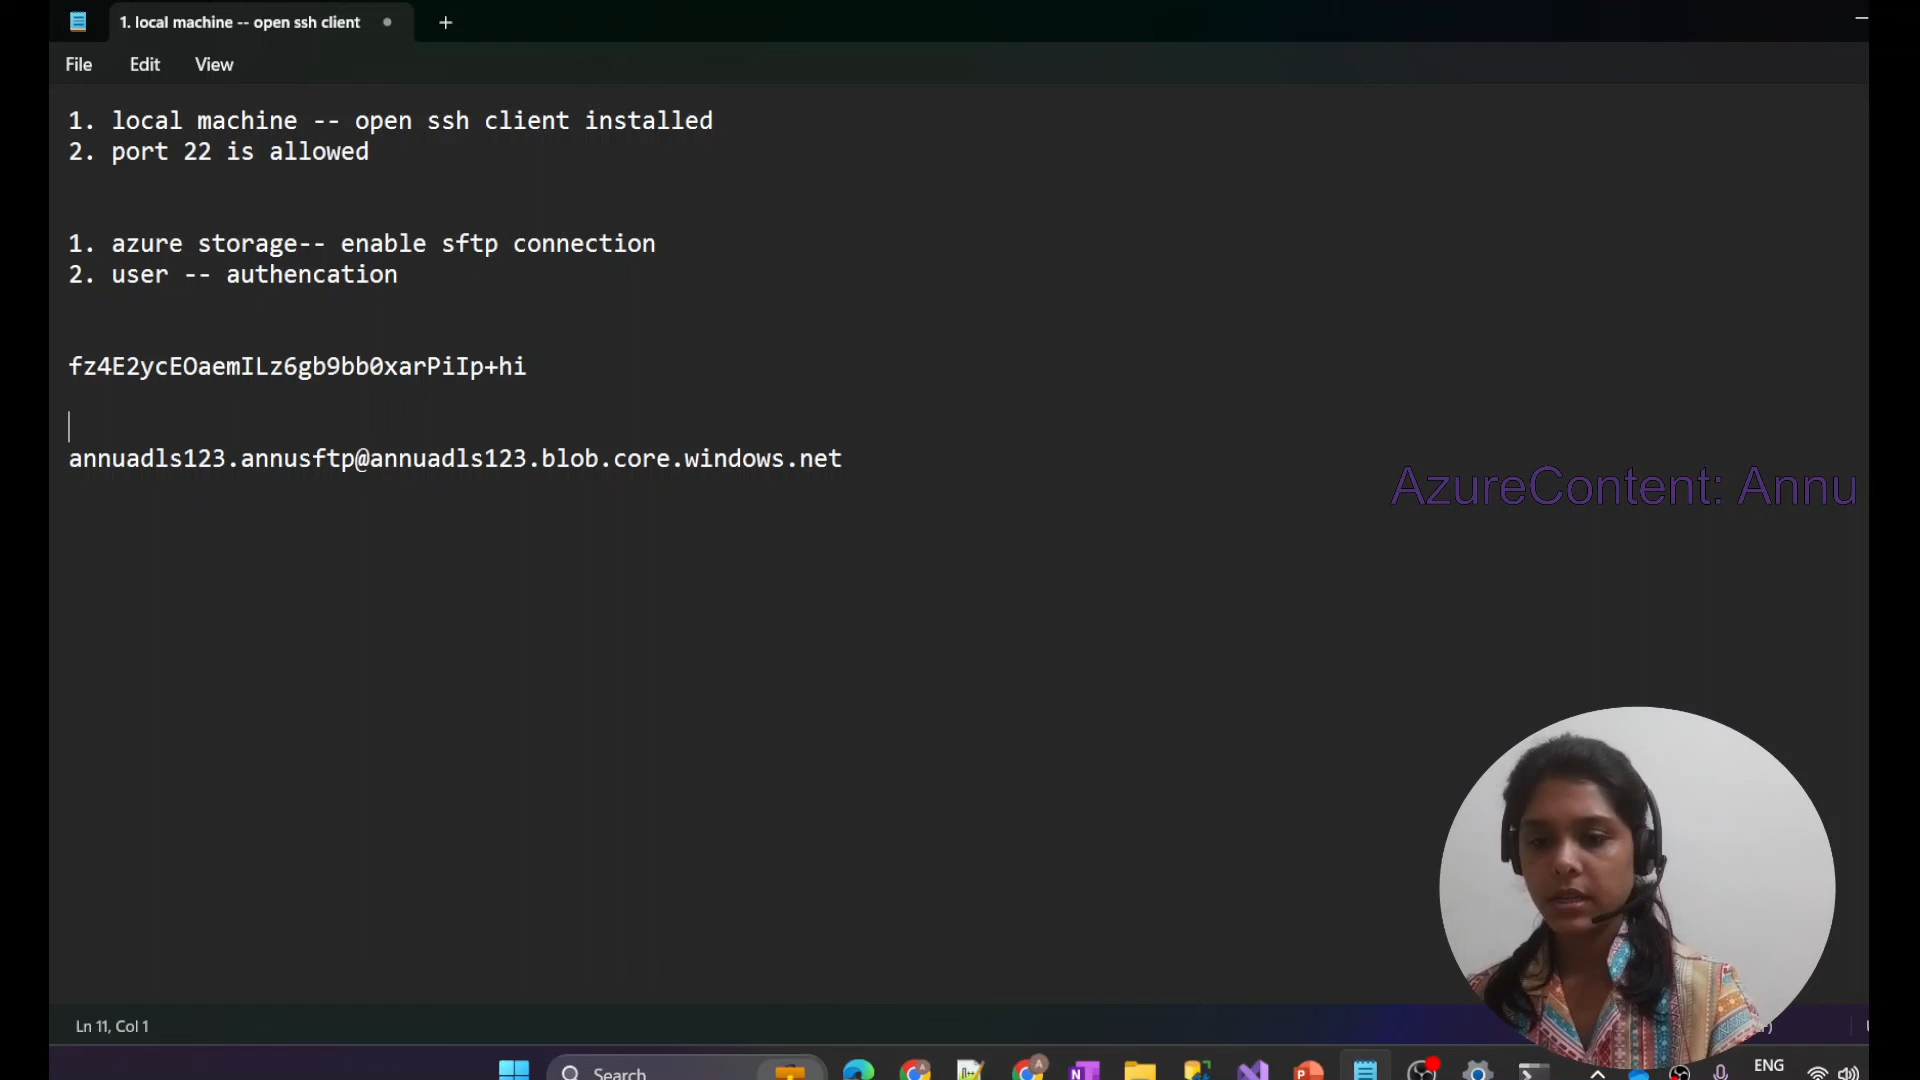 1. local machine -- open ssh client
File Edit View
1. local machine -- open ssh client installed
2. port 22 is allowed
1. azure storage-- enable sftp connection
2. user -- authencation
fz4E2ycEOaemILz6gb9bb0xarPiIp+hi
annuadls123.annusftp@annuadls123.blob.core.windows.net
AzureContent: Annu
Ln 11, Col 1
Search
ENG